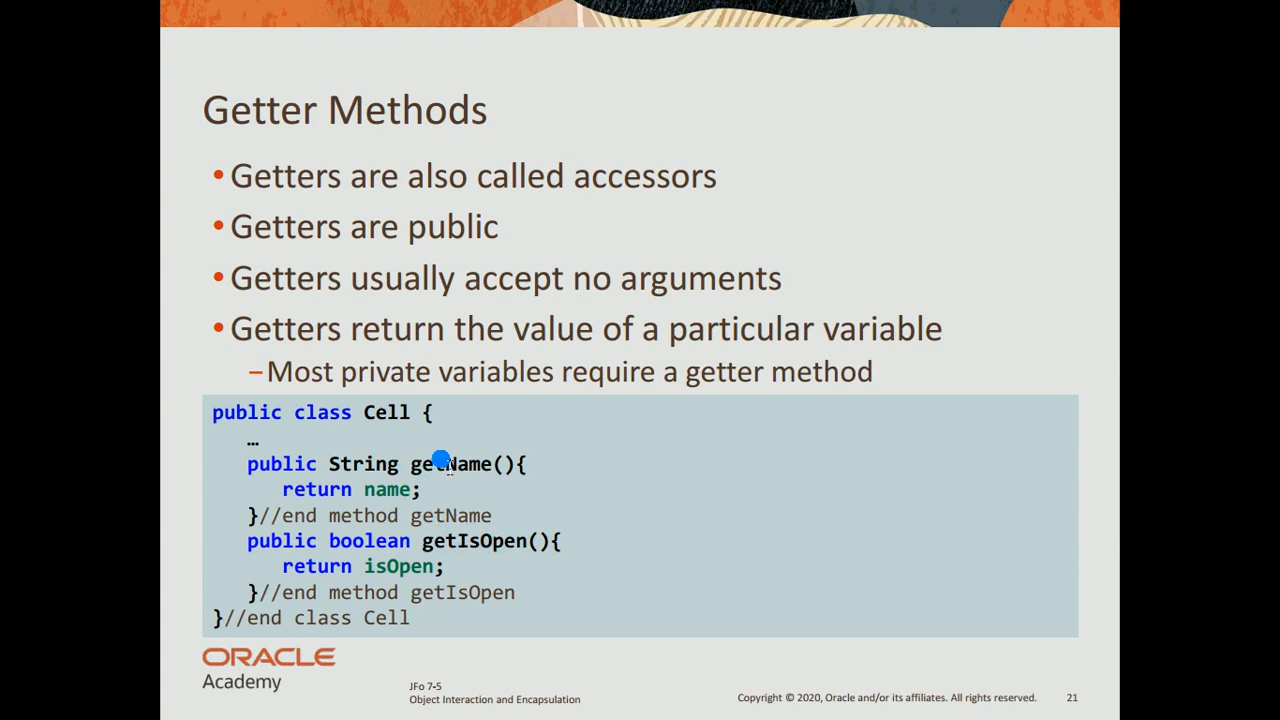 Getter Methods
• Getters are also called accessors
• Getters are public
• Getters usually accept no arguments
• Getters return the value of a particular variable
–Most private variables require a getter method
public class Cell {
…
public String getName(){
return name;
}//end method getName
public boolean getIsOpen(){
return isOpen;
}//end method getIsOpen
}//end class Cell
ORACLE
Academy
JFo 7-5
Object Interaction and Encapsulation
Copyright © 2020, Oracle and/or its affiliates. All rights reserved.
21